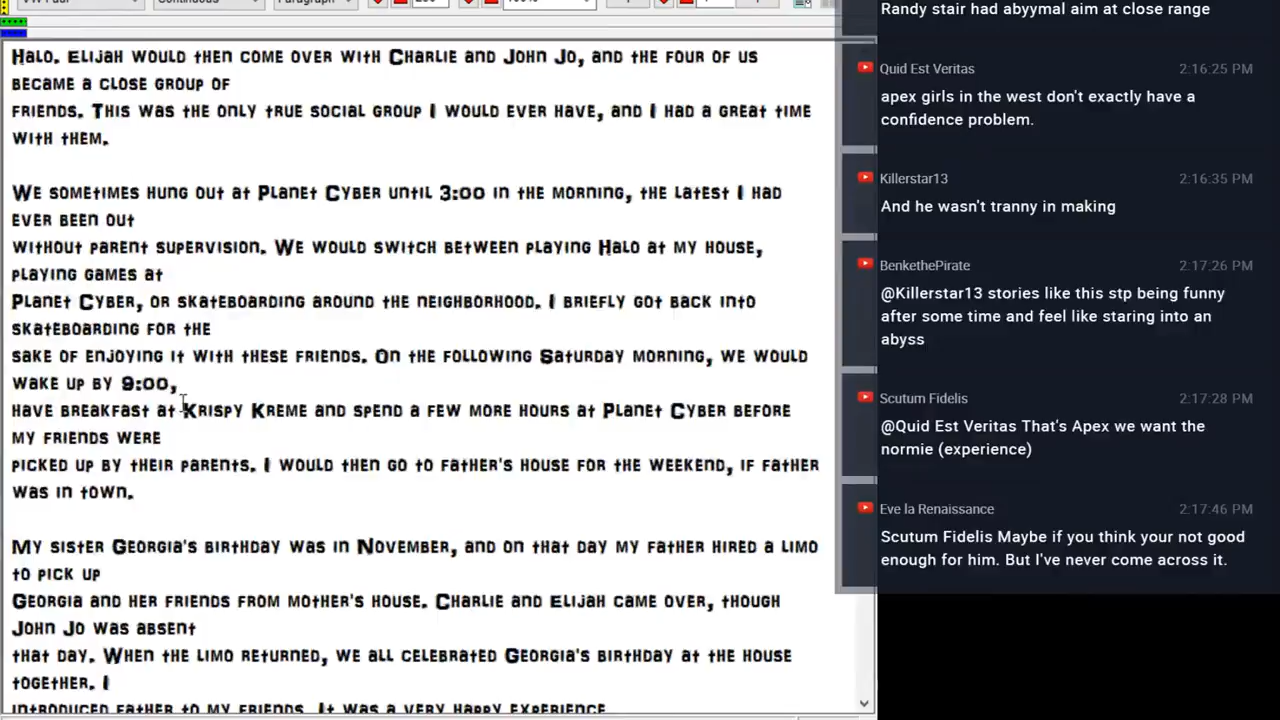 Halo. Elijah would then come over with Charlie and John Jo, and the four of us
became a close group of
friends. This was the only true social group I would ever have, and I had a great time
with them.
We sometimes hung out at Planet Cyber until 3:00 in the morning, the latest I had
ever been out
without parent supervision. We would switch between playing Halo at my house,
playing games at
Planet Cyber, or skateboarding around the neighborhood. I briefly got back into
skateboarding for the
sake of enjoying it with these friends. On the following Saturday morning, we would
wake up by 9:00,
have breakfast at Krispy Kreme and spend a few more hours at Planet Cyber before
my friends were
picked up by their parents. I would then go to father's house for the weekend, if father
was in town.
My sister Georgia's birthday was in November, and on that day my father hired a limo
to pick up
Georgia and her friends from mother's house. Charlie and Elijah came over, though
John Jo was absent
that day. When the limo returned, we all celebrated Georgia's birthday at the house
together. I
introduced father to my friends. It was a very happy experience
Randy stair had abyymal aim at close range
Quid Est Veritas 2:16:25 PM
apex girls in the west don't exactly have a
confidence problem.
Killerstar13 2:16:35 PM
And he wasn't tranny in making
BenkethePirate 2:17:26 PM
@Killerstar13 stories like this stp being funny
after some time and feel like staring into an
abyss
Scutum Fidelis 2:17:28 PM
@Quid Est Veritas That's Apex we want the
normie (experience)
Eve la Renaissance 2:17:46 PM
Scutum Fidelis Maybe if you think your not good
enough for him. But I've never come across it.